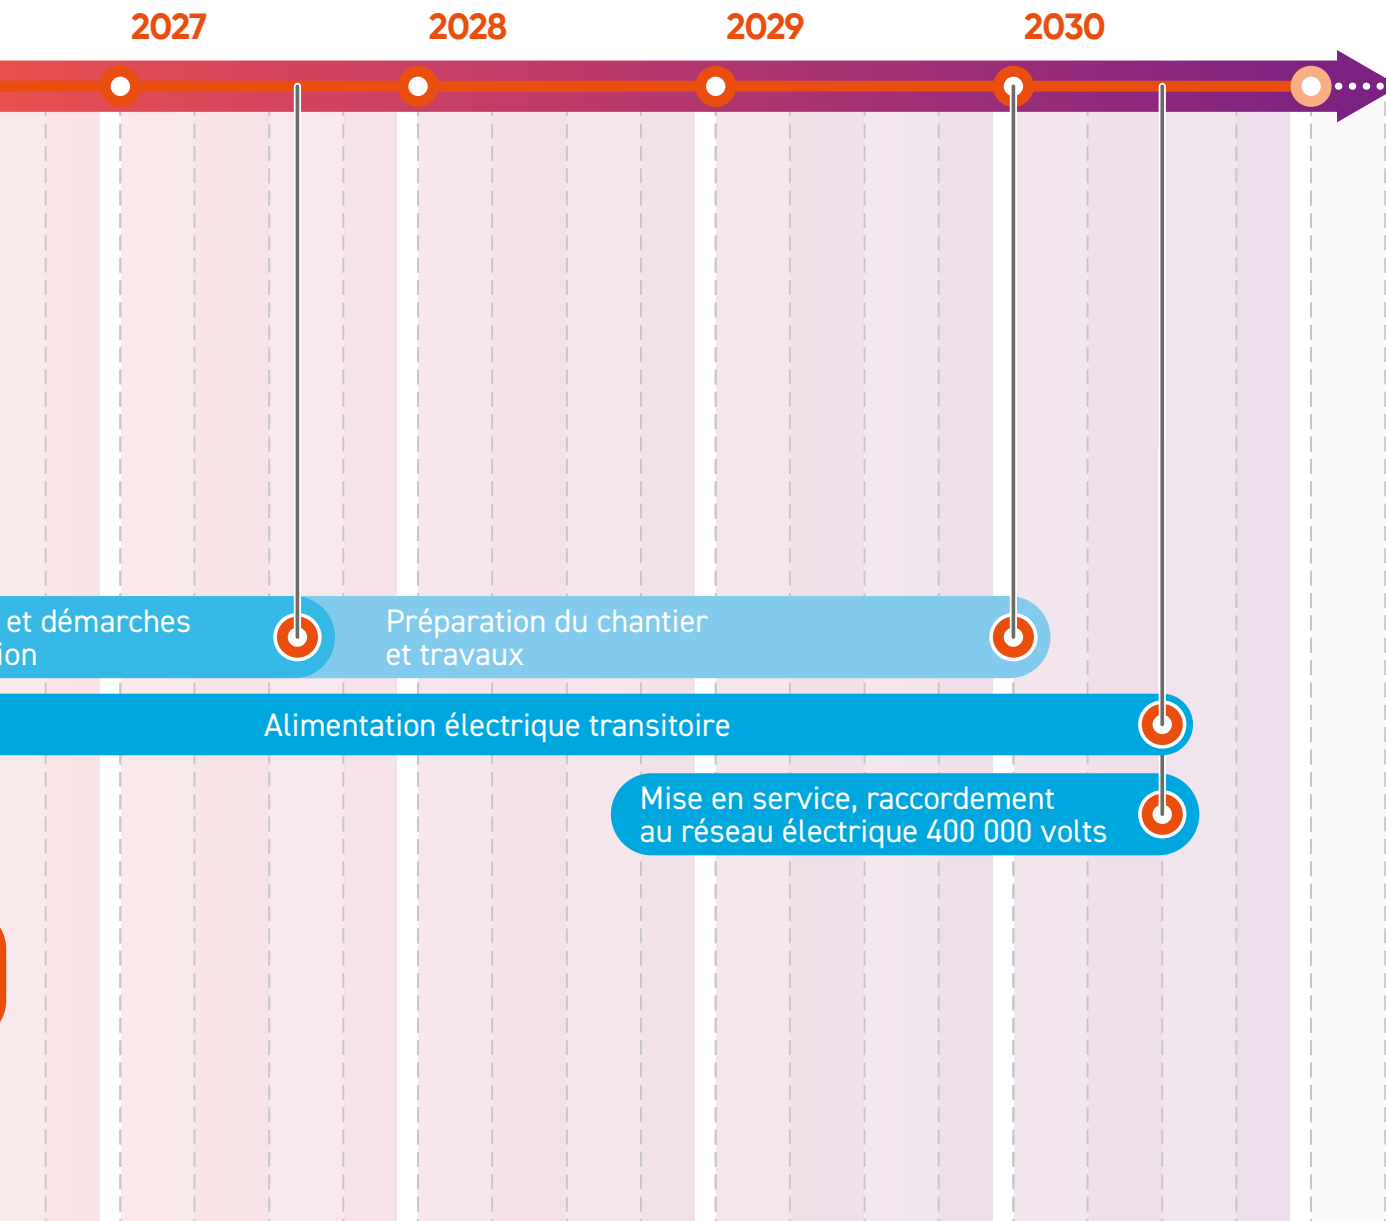 2027 2028 2029 2030
et démarches
ion
Préparation du chantier
et travaux
Alimentation électrique transitoire
Mise en service, raccordement
au réseau électrique 400 000 volts